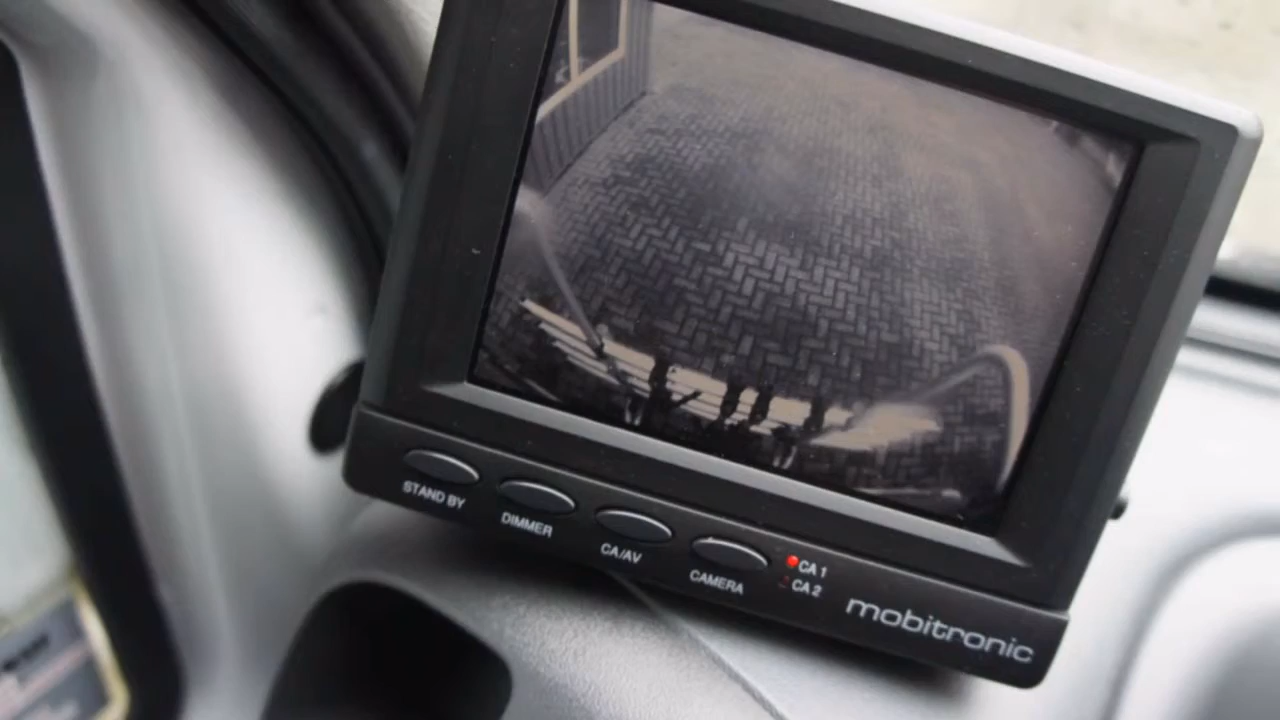 STAND BY
DIMMER
CA/AV
CAMERA
CA 1
CA 2
mobitronic